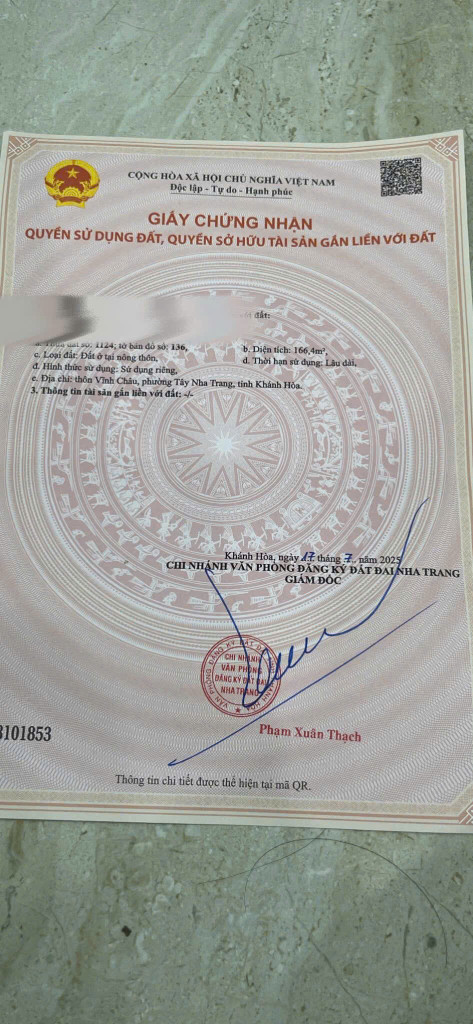 CỘNG HÒA XÃ HỘI CHỦ NGHĨA VIỆT NAM
Độc lập - Tự do - Hạnh phúc
GIẤY CHỨNG NHẬN
QUYỀN SỬ DỤNG ĐẤT, QUYỀN SỞ HỮU TÀI SẢN GẮN LIỀN VỚI ĐẤT
với đất:
số: 1124; tờ bản đồ số: 136, b. Diện tích: 166,4m²,
c. Loại đất: Đất ở tại nông thôn, d. Thời hạn sử dụng: Lâu dài,
đ. Hình thức sử dụng: Sử dụng riêng,
e. Địa chỉ: thôn Vĩnh Châu, phường Tây Nha Trang, tỉnh Khánh Hòa.
3. Thông tin tài sản gắn liền với đất: -/-
Khánh Hòa, ngày 17 tháng 7 năm 2025
CHI NHÁNH VĂN PHÒNG ĐĂNG KÝ ĐẤT ĐAI NHA TRANG
GIÁM ĐỐC
CHI NHÁNH
VĂN PHÒNG
ĐĂNG KÝ ĐẤT ĐAI
NHA TRANG
Phạm Xuân Thạch
3101853
Thông tin chi tiết được thể hiện tại mã QR.